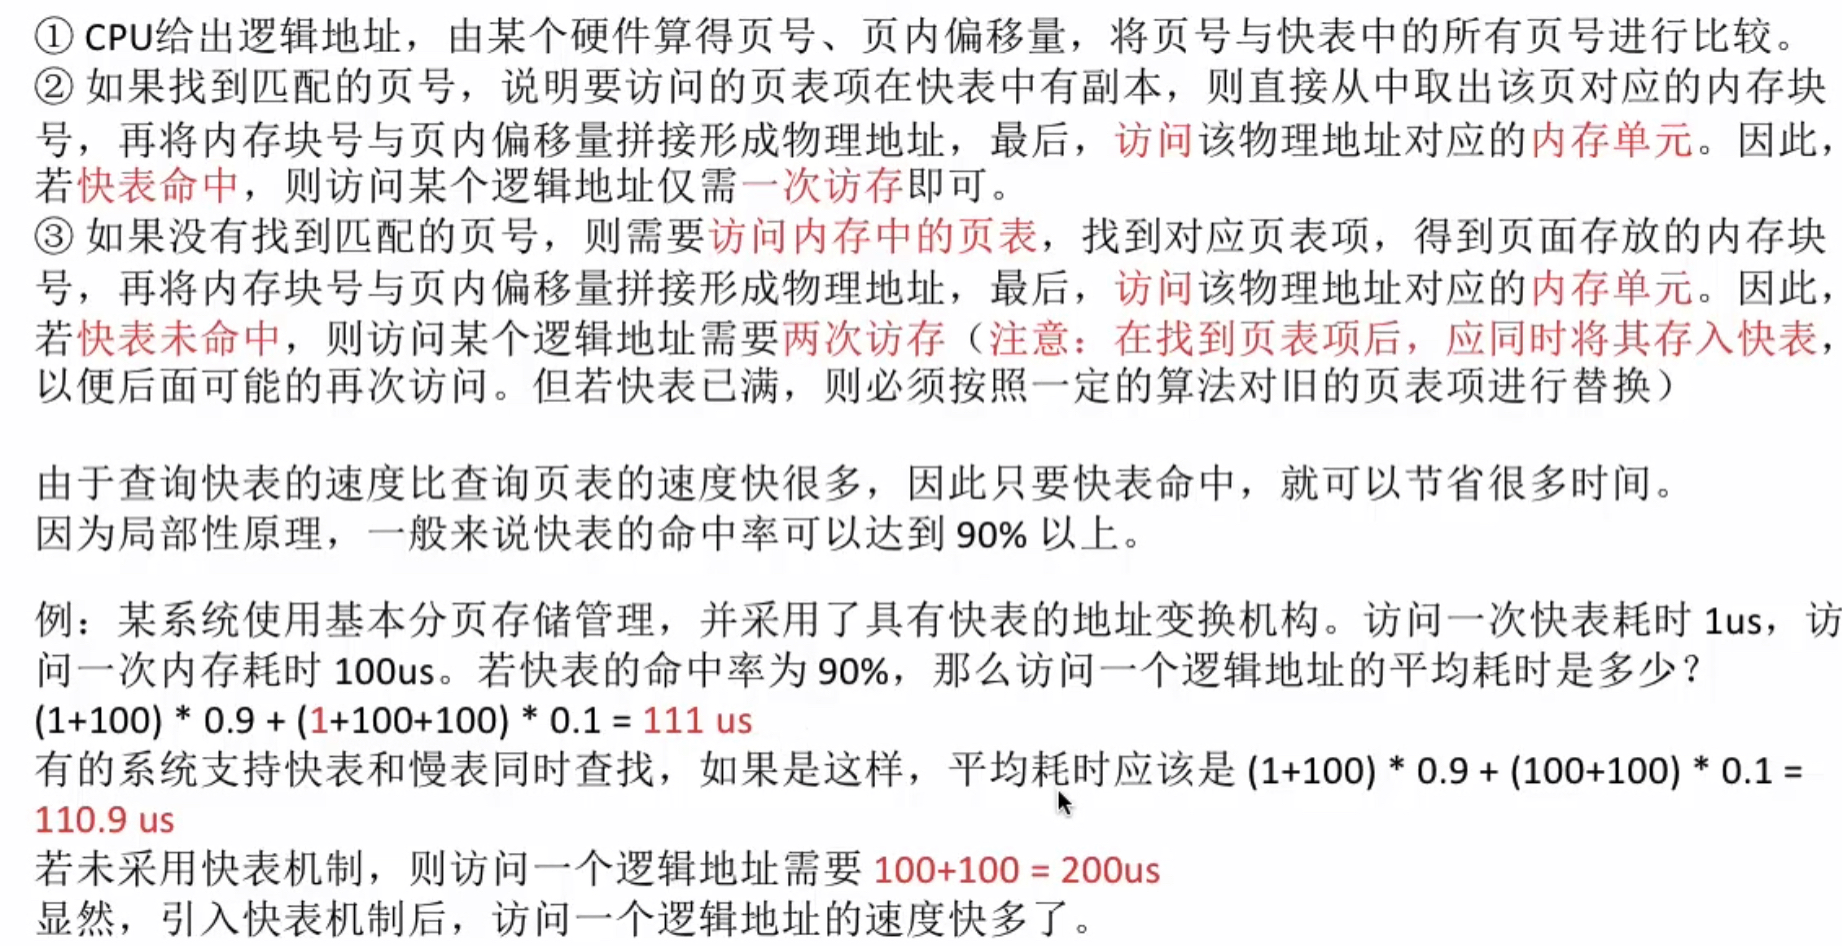 ① CPU给出逻辑地址，由某个硬件算得页号、页内偏移量，将页号与快表中的所有页号进行比较。
② 如果找到匹配的页号，说明要访问的页表项在快表中有副本，则直接从中取出该页对应的内存块
号，再将内存块号与页内偏移量拼接形成物理地址，最后，访问该物理地址对应的内存单元。因此，
若快表命中，则访问某个逻辑地址仅需一次访存即可。
③ 如果没有找到匹配的页号，则需要访问内存中的页表，找到对应页表项，得到页面存放的内存块
号，再将内存块号与页内偏移量拼接形成物理地址，最后，访问该物理地址对应的内存单元。因此，
若快表未命中，则访问某个逻辑地址需要两次访存（注意：在找到页表项后，应同时将其存入快表，
以便后面可能的再次访问。但若快表已满，则必须按照一定的算法对旧的页表项进行替换）
由于查询快表的速度比查询页表的速度快很多，因此只要快表命中，就可以节省很多时间。
因为局部性原理，一般来说快表的命中率可以达到 90% 以上。
例：某系统使用基本分页存储管理，并采用了具有快表的地址变换机构。访问一次快表耗时 1us，访
问一次内存耗时 100us。若快表的命中率为 90%，那么访问一个逻辑地址的平均耗时是多少？
(1+100) * 0.9 + (1+100+100) * 0.1 = 111 us
有的系统支持快表和慢表同时查找，如果是这样，平均耗时应该是 (1+100) * 0.9 + (100+100) * 0.1 =
110.9 us
若未采用快表机制，则访问一个逻辑地址需要 100+100 = 200us
显然，引入快表机制后，访问一个逻辑地址的速度快多了。